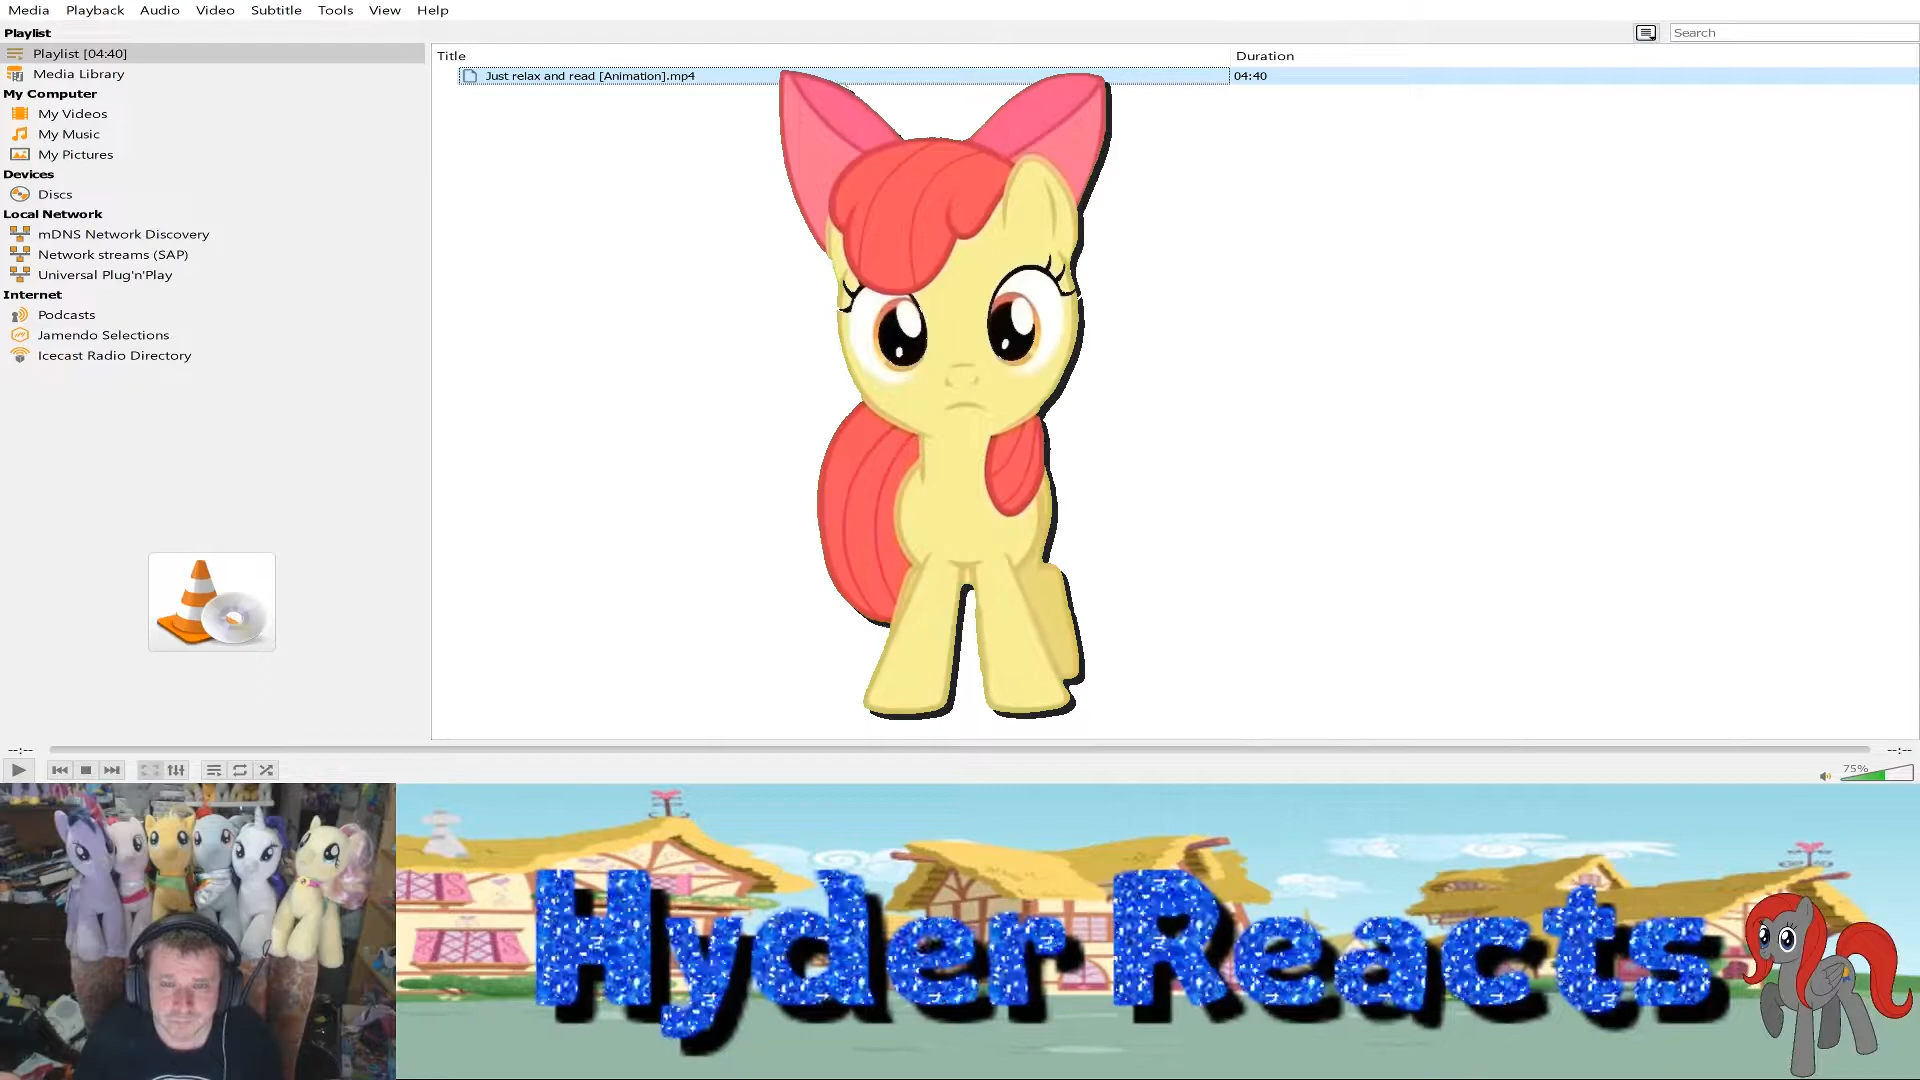 Media Playback Audio Video Subtitle Tools View Help
Playlist
Search
Playlist [04:40]
Media Library
My Computer
My Videos
My Music
My Pictures
Devices
Discs
Local Network
mDNS Network Discovery
Network streams (SAP)
Universal Plug'n'Play
Internet
Podcasts
Jamendo Selections
Icecast Radio Directory
Title Duration
Just relax and read [Animation].mp4 04:40
--:-- --:--
75%
Hyder Reacts